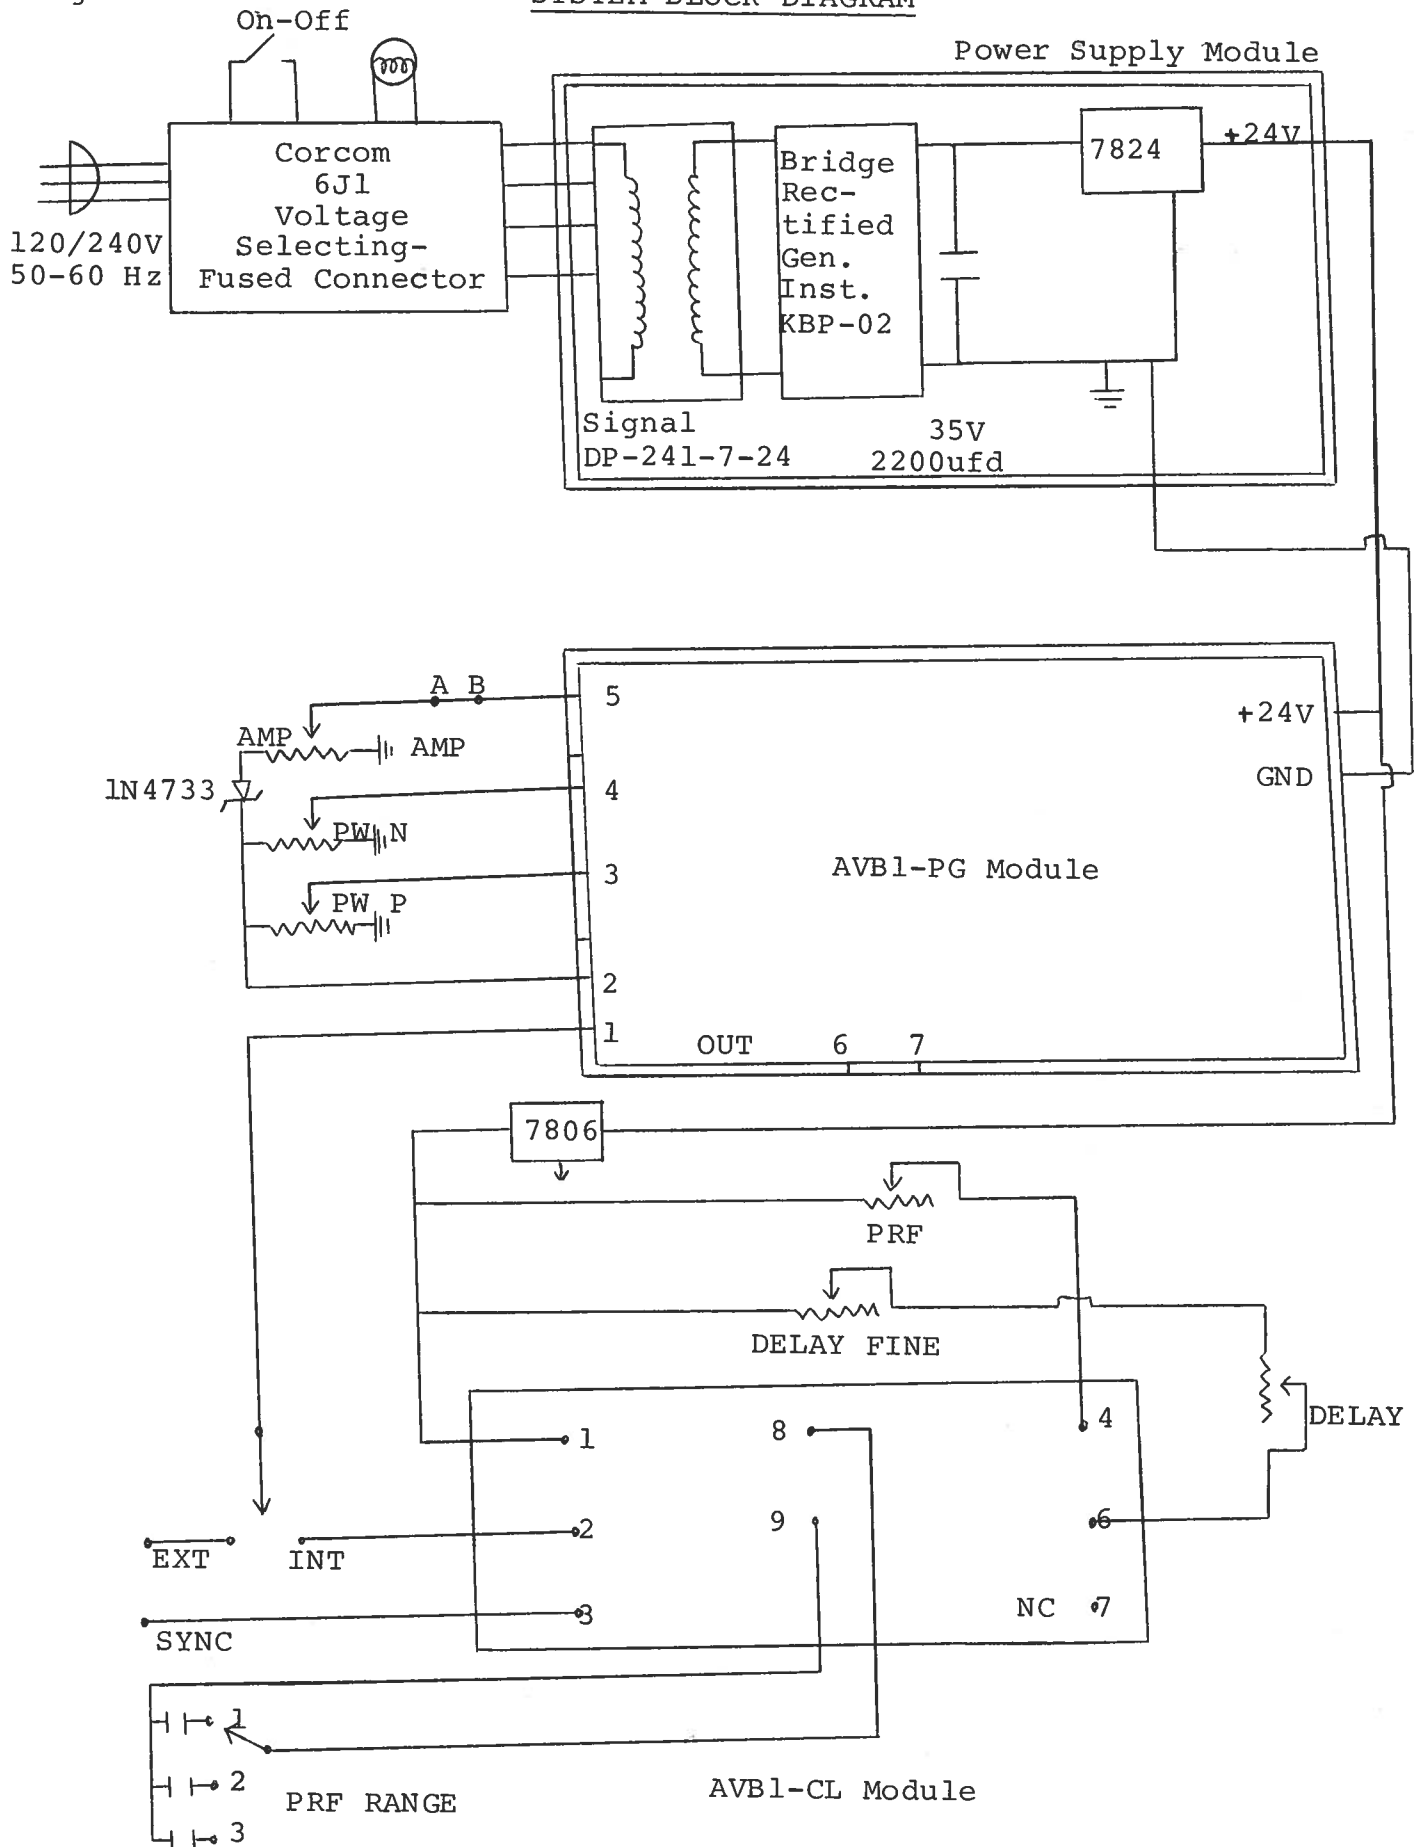 SYSTEM BLOCK DIAGRAM
On-Off
Power Supply Module
Corcom
6J1
Voltage
Selecting-
Fused Connector
120/240V
50-60 Hz
Bridge
Rec-
tified
Gen.
Inst.
KBP-02
7824
+24V
Signal
DP-241-7-24
35V
2200ufd
A B
5
+24V
AMP
AMP
GND
1N4733
4
PW N
AVB1-PG Module
3
PW P
2
1
OUT 6 7
7806
PRF
DELAY FINE
DELAY
1
8
4
2
9
6
EXT
INT
3
NC 7
SYNC
1
2
PRF RANGE
AVB1-CL Module
3